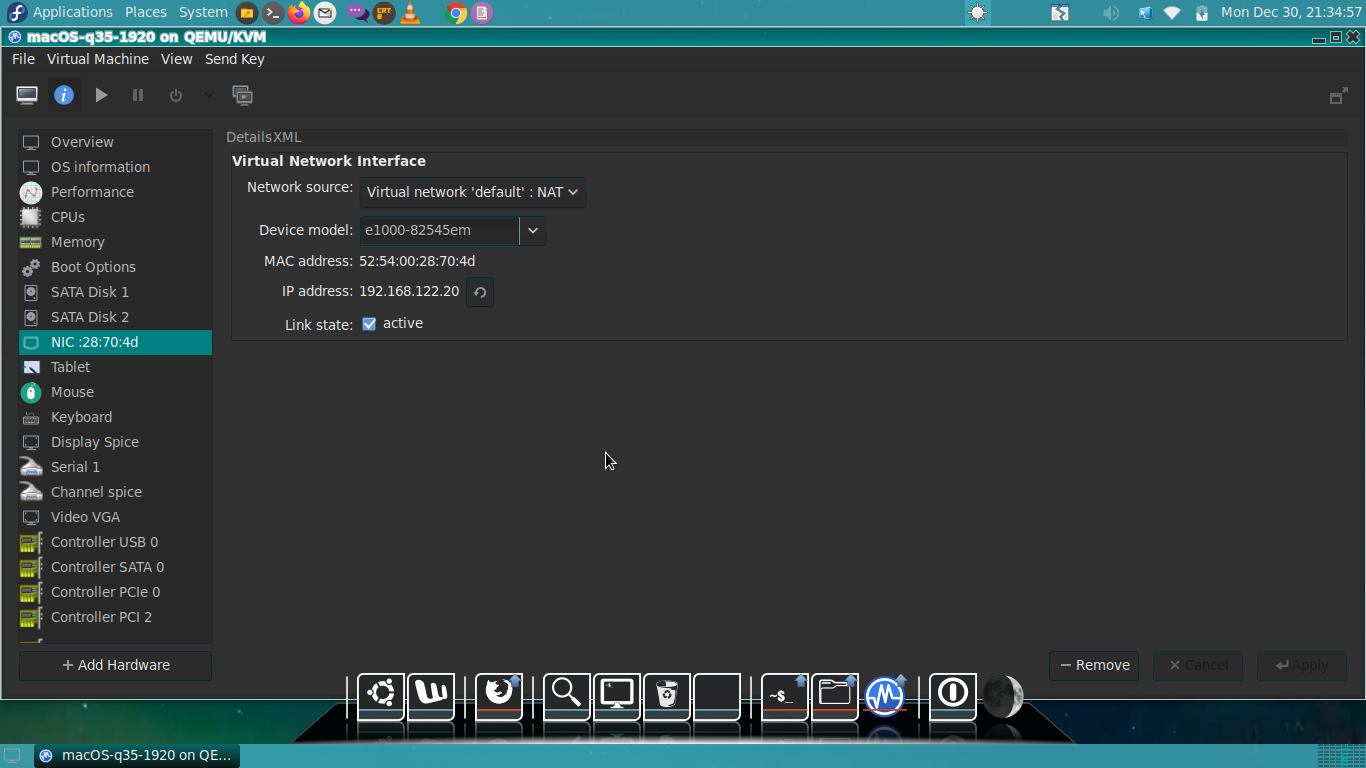 Applications Places System CRT Mon Dec 30, 21:34:57
macOS-q35-1920 on QEMU/KVM
File Virtual Machine View Send Key
Overview
OS information
Performance
CPUs
Memory
Boot Options
SATA Disk 1
SATA Disk 2
NIC :28:70:4d
Tablet
Mouse
Keyboard
Display Spice
Serial 1
Channel spice
Video VGA
Controller USB 0
Controller SATA 0
Controller PCIe 0
Controller PCI 2
Add Hardware
Details XML
Virtual Network Interface
Network source: Virtual network 'default' : NAT
Device model: e1000-82545em
MAC address: 52:54:00:28:70:4d
IP address: 192.168.122.20
Link state: active
Remove Cancel Apply
~$_
macOS-q35-1920 on QE...